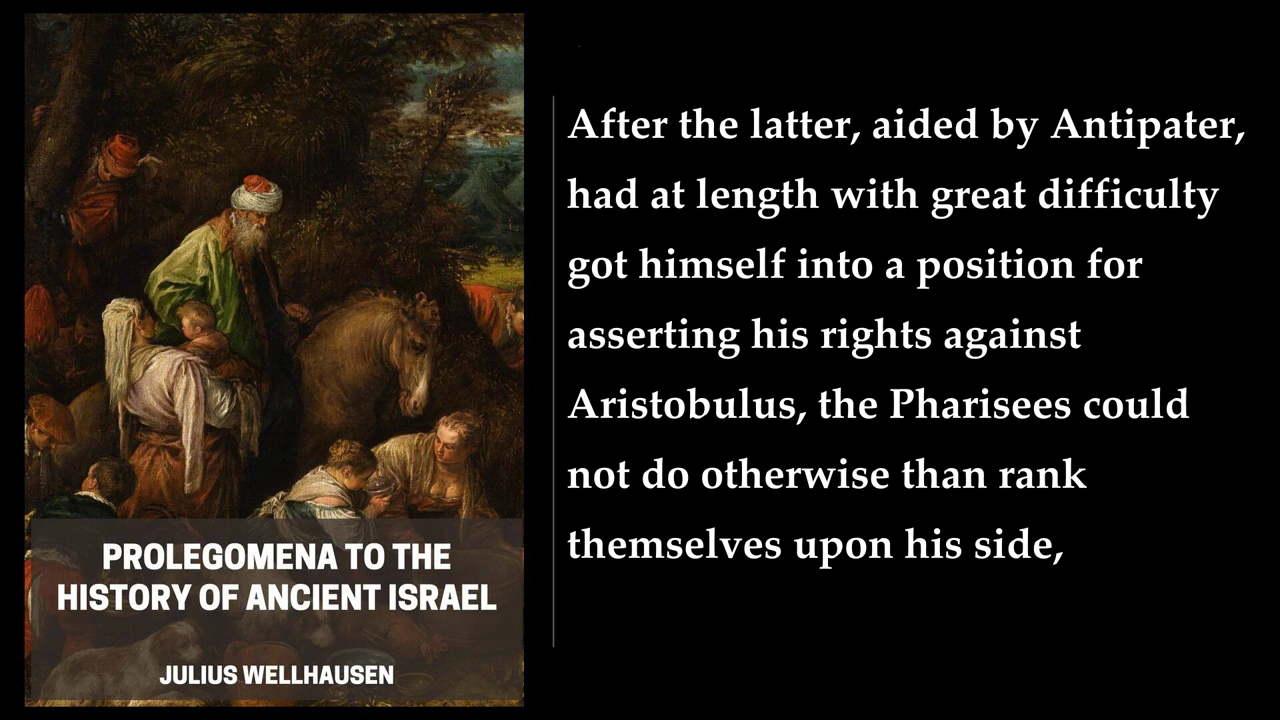 PROLEGOMENA TO THE
HISTORY OF ANCIENT ISRAEL
JULIUS WELLHAUSEN
After the latter, aided by Antipater,
had at length with great difficulty
got himself into a position for
asserting his rights against
Aristobulus, the Pharisees could
not do otherwise than rank
themselves upon his side,